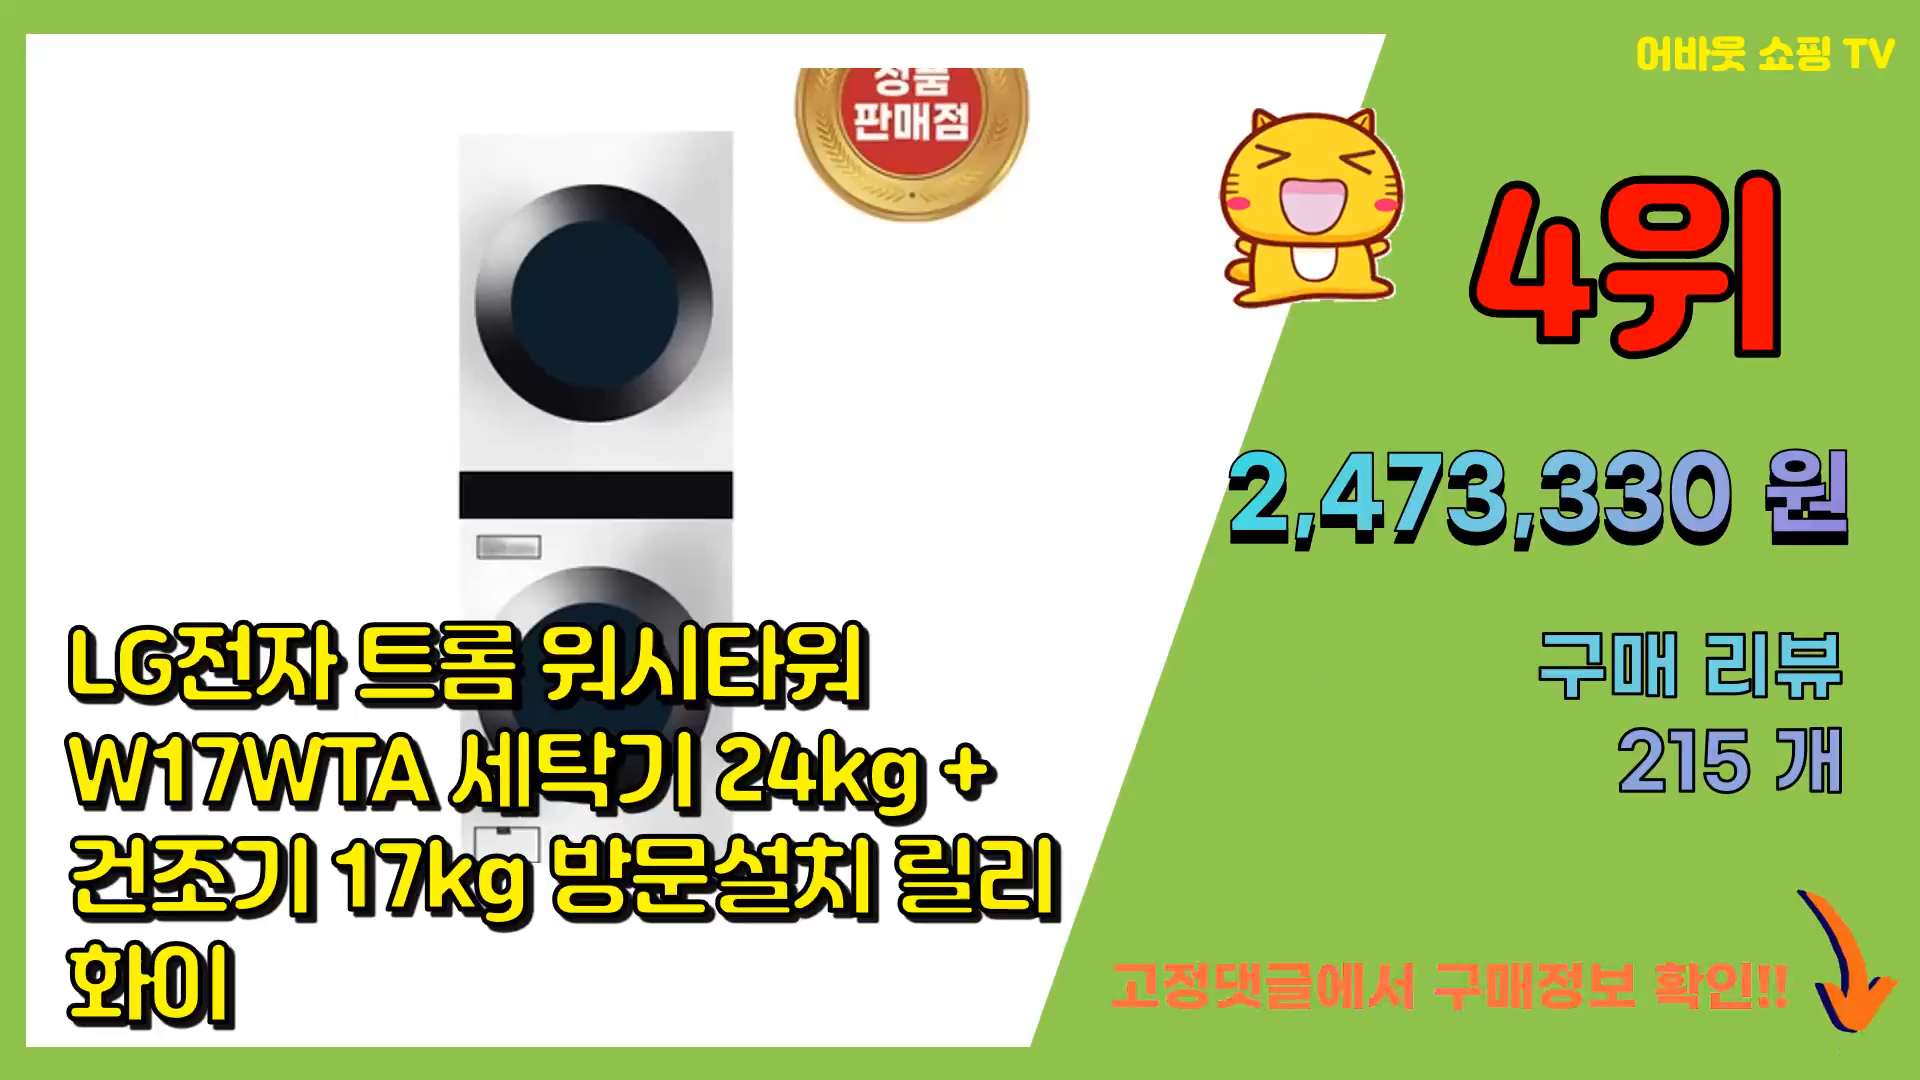 어바웃 쇼핑 TV
정품
판매점
4위
2,473,330 원
구매 리뷰
215 개
LG전자 트롬 워시타워
W17WTA 세탁기 24kg +
건조기 17kg 방문설치 릴리
화이
고정댓글에서 구매정보 확인!!